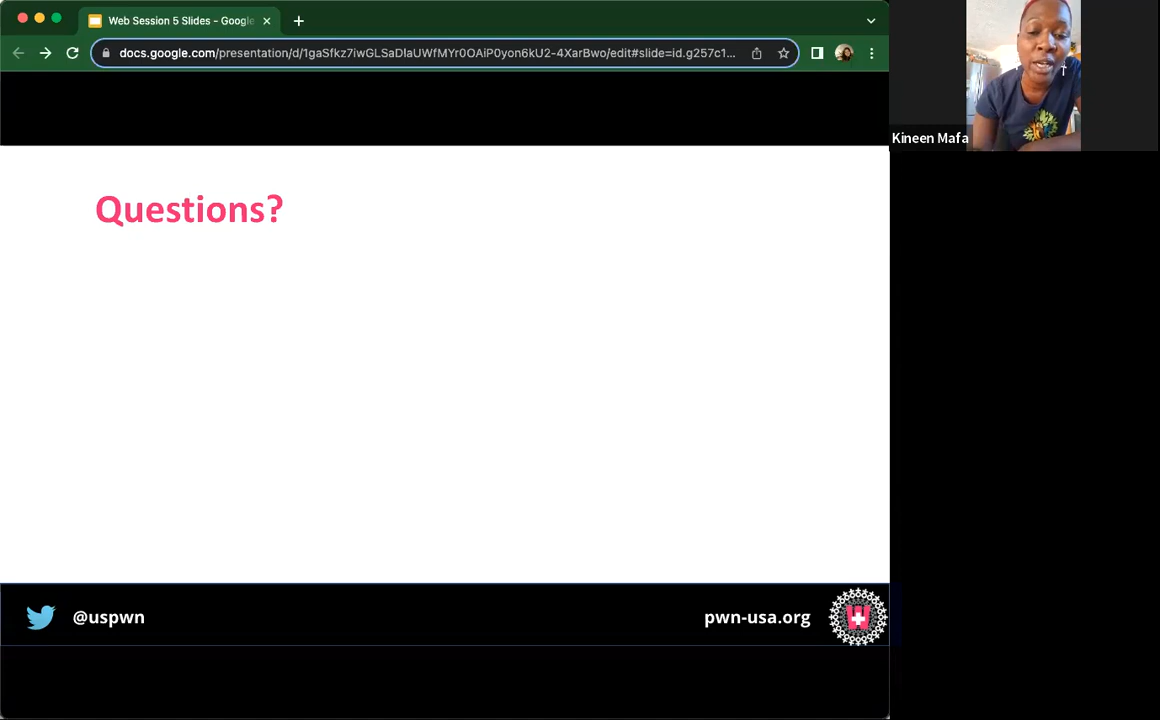 Web Session 5 Slides - Google
docs.google.com/presentation/d/1gaSfkz7iwGLSaDlaUWfMYr0OAiP0yon6kU2-4XarBwo/edit#slide=id.g257c1...
Kineen Mafa
Questions?
@uspwn
pwn-usa.org